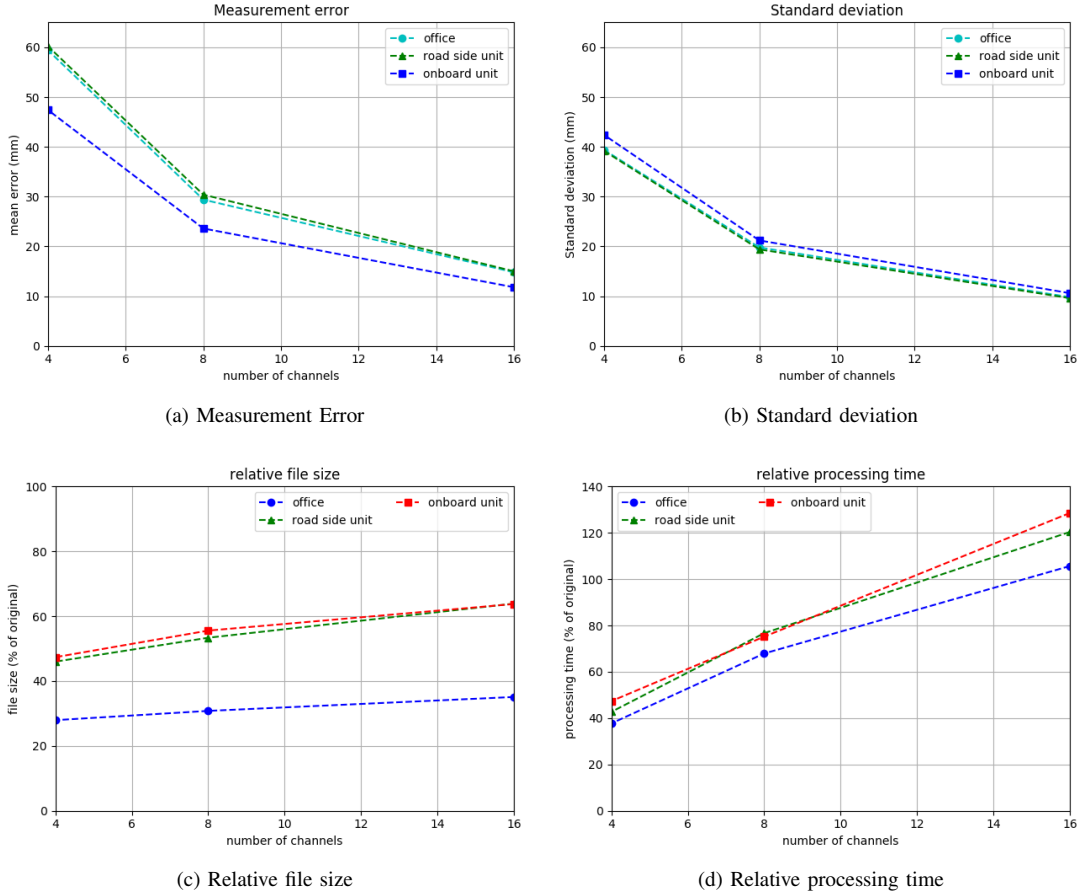 Measurement error
office
road side unit
onboard unit
mean error (mm)
60
50
40
30
20
10
0
4 6 8 10 12 14 16
number of channels
(a) Measurement Error
Standard deviation
office
road side unit
onboard unit
Standard deviation (mm)
60
50
40
30
20
10
0
4 6 8 10 12 14 16
number of channels
(b) Standard deviation
relative file size
office onboard unit
road side unit
file size (% of original)
100
80
60
40
20
0
4 6 8 10 12 14 16
number of channels
(c) Relative file size
relative processing time
office onboard unit
road side unit
processing time (% of original)
140
120
100
80
60
40
20
0
4 6 8 10 12 14 16
number of channels
(d) Relative processing time